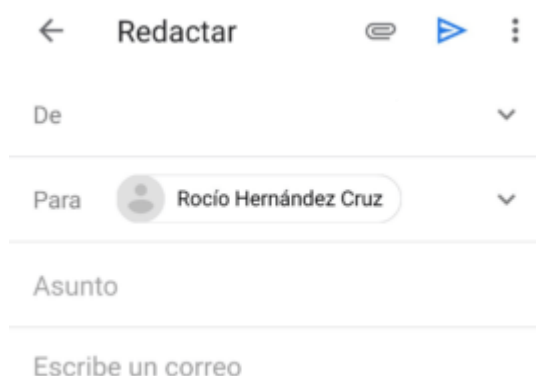 Redactar
De
Para Rocío Hernández Cruz
Asunto
Escribe un correo